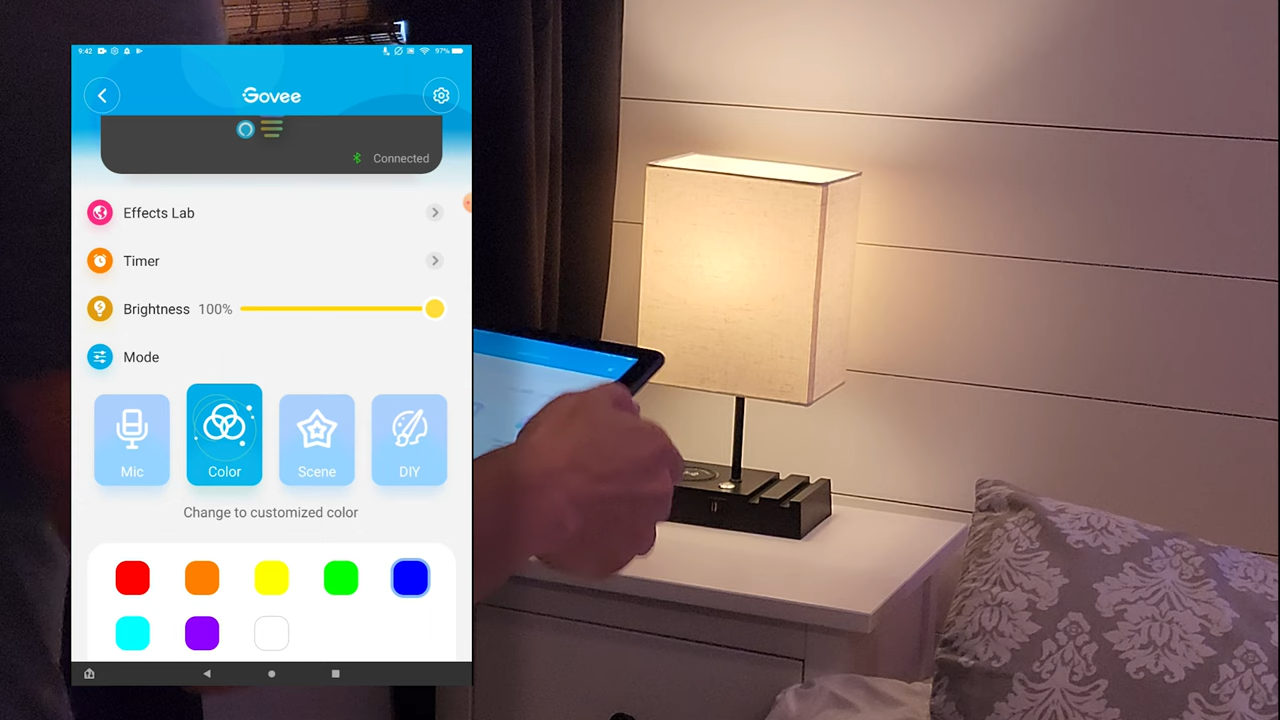 9:42
97%
Govee
Connected
Effects Lab
Timer
Brightness 100%
Mode
Mic
Color
Scene
DIY
Change to customized color